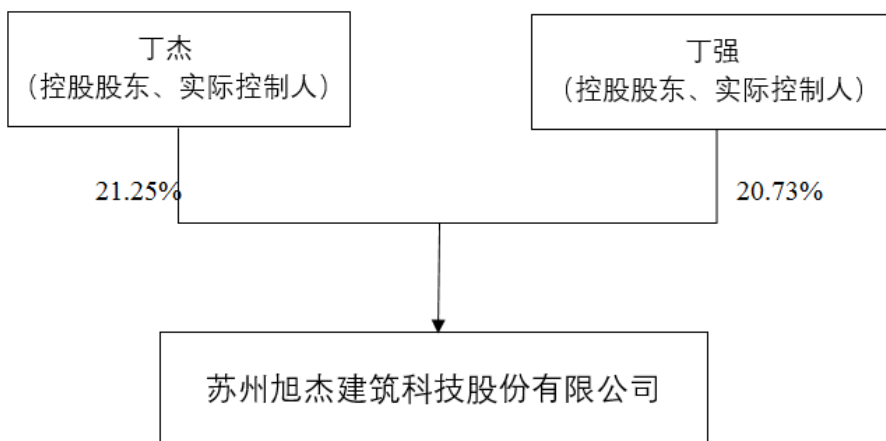 丁杰
（控股股东、实际控制人）
丁强
（控股股东、实际控制人）
21.25%
20.73%
苏州旭杰建筑科技股份有限公司